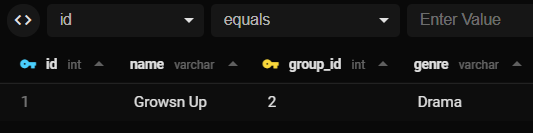 <> id equals Enter Value
id int name varchar group_id int genre varchar
1 Growsn Up 2 Drama